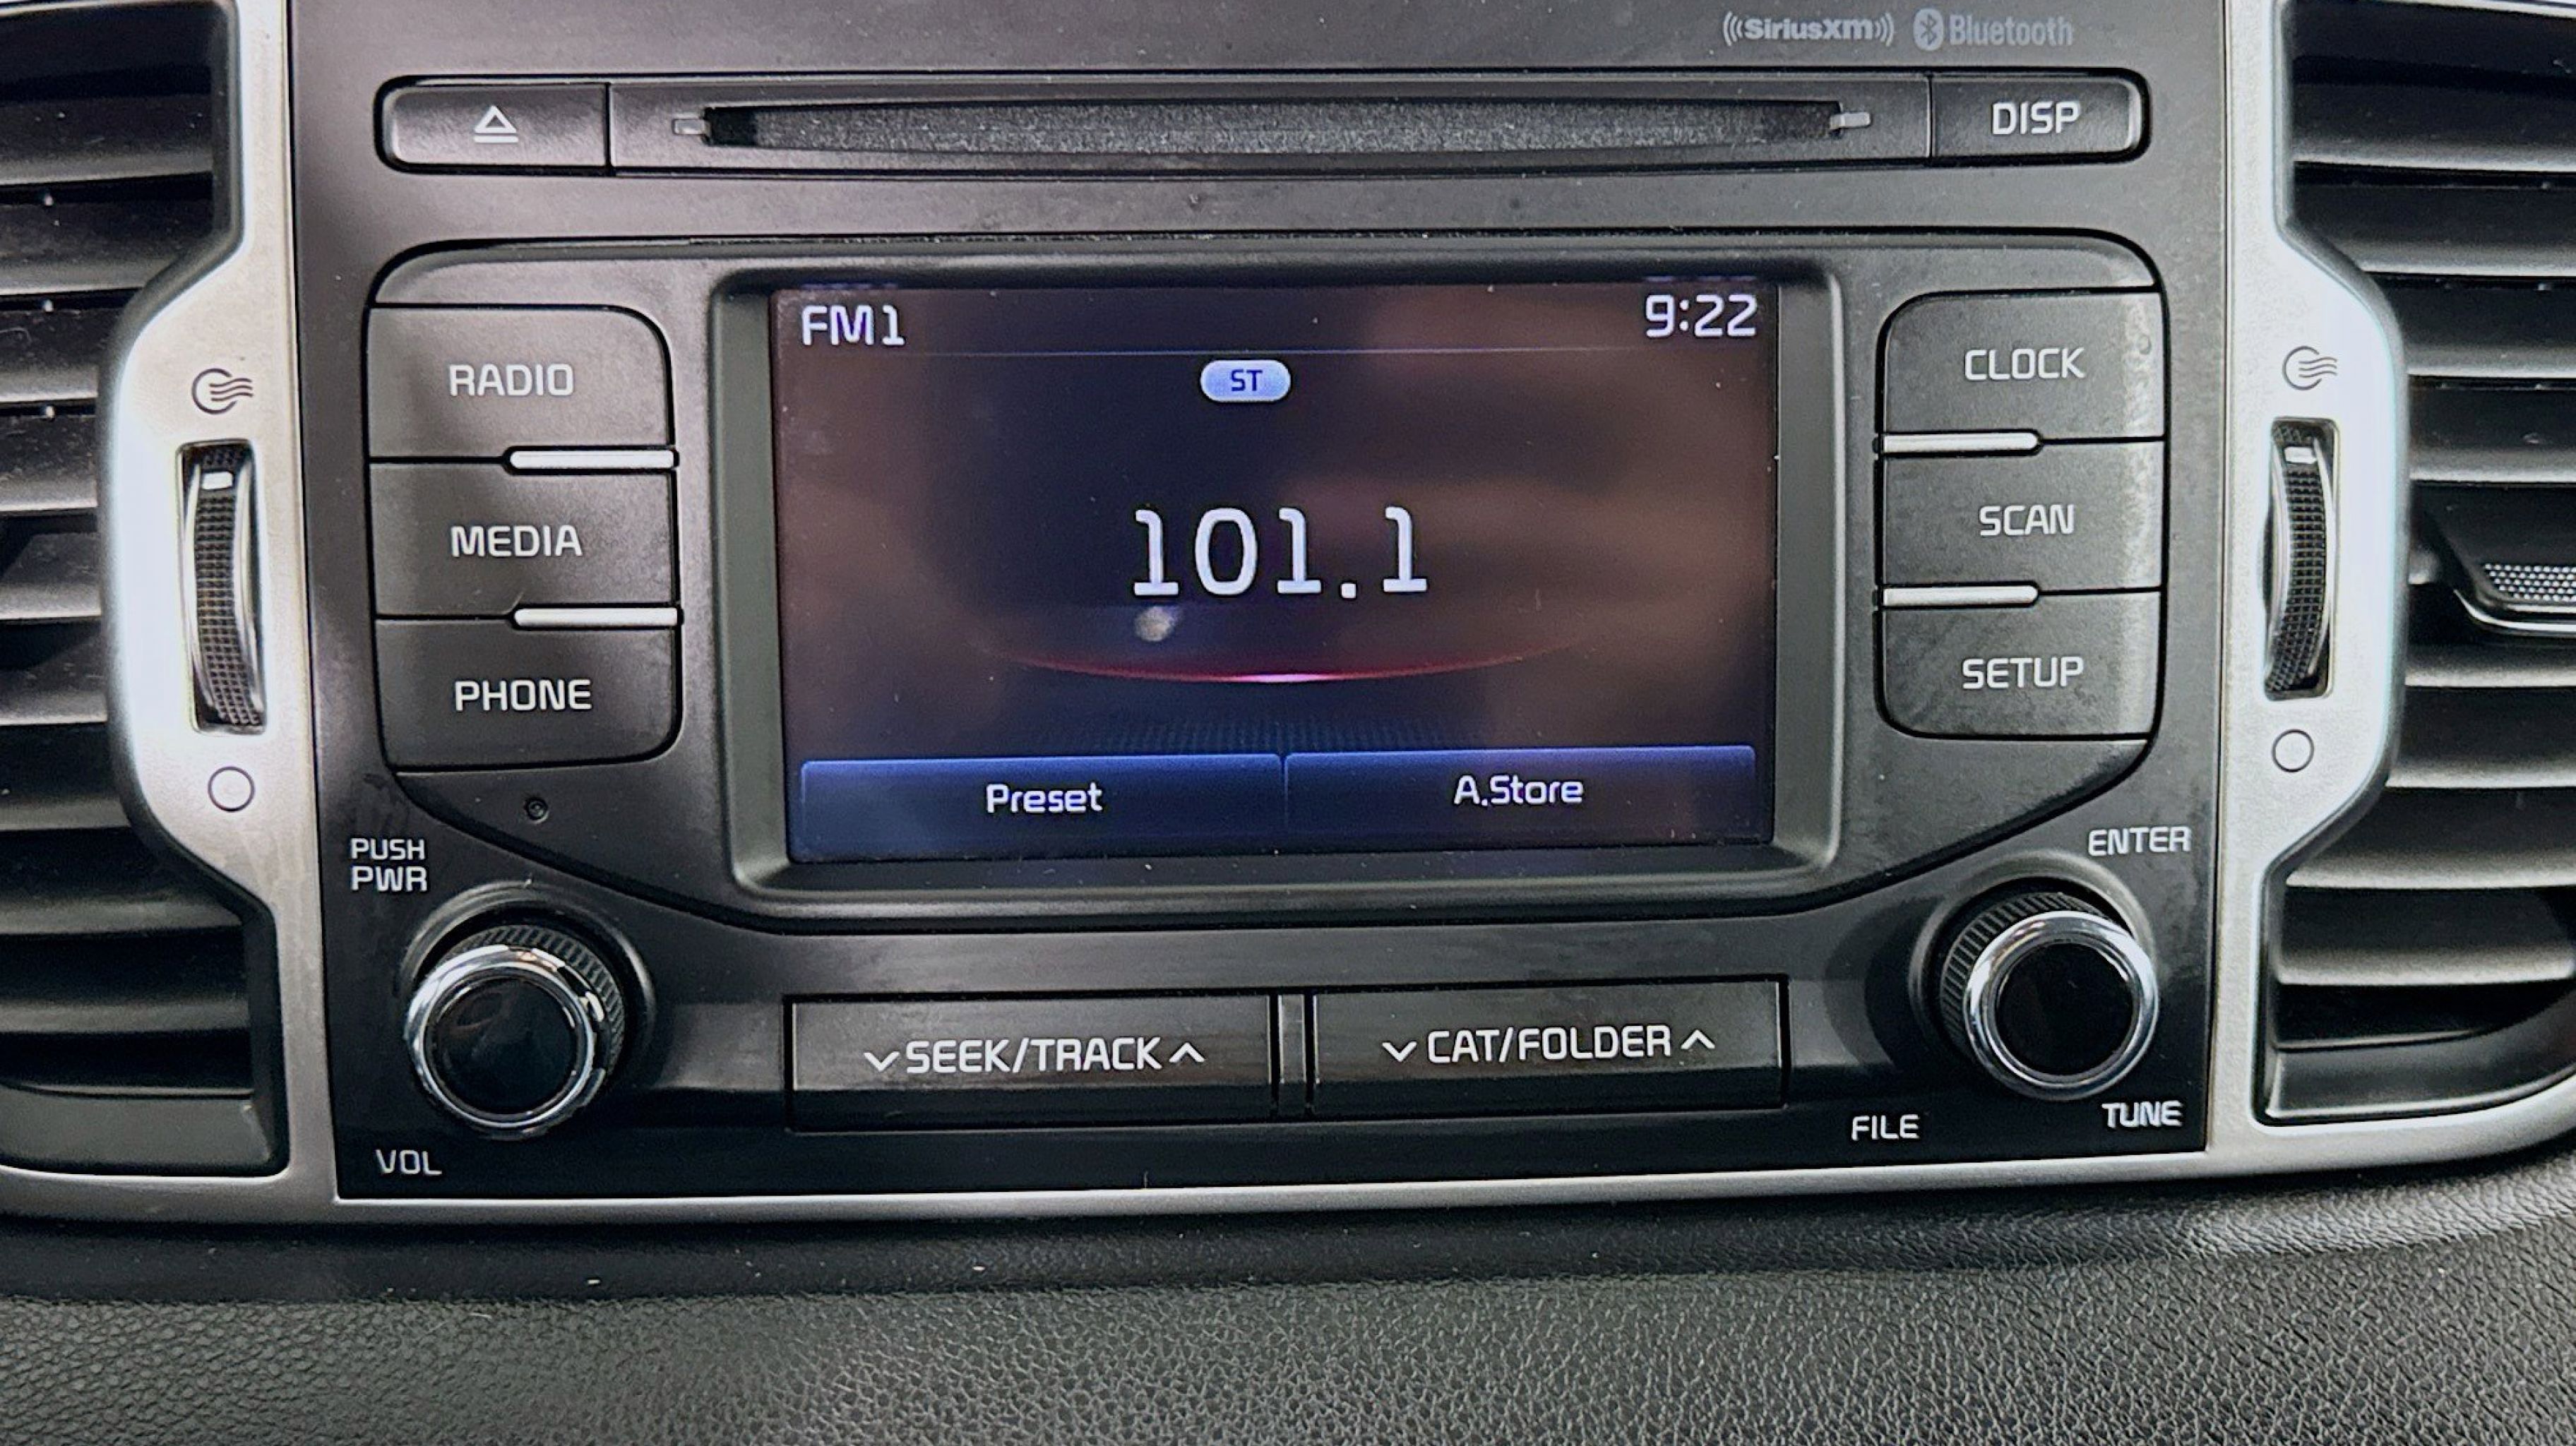 SiriusXM Bluetooth
DISP
FM1 9:22
ST
RADIO
CLOCK
101.1
MEDIA
SCAN
PHONE
SETUP
Preset A.Store
PUSH
PWR
ENTER
SEEK/TRACK
CAT/FOLDER
VOL
FILE
TUNE